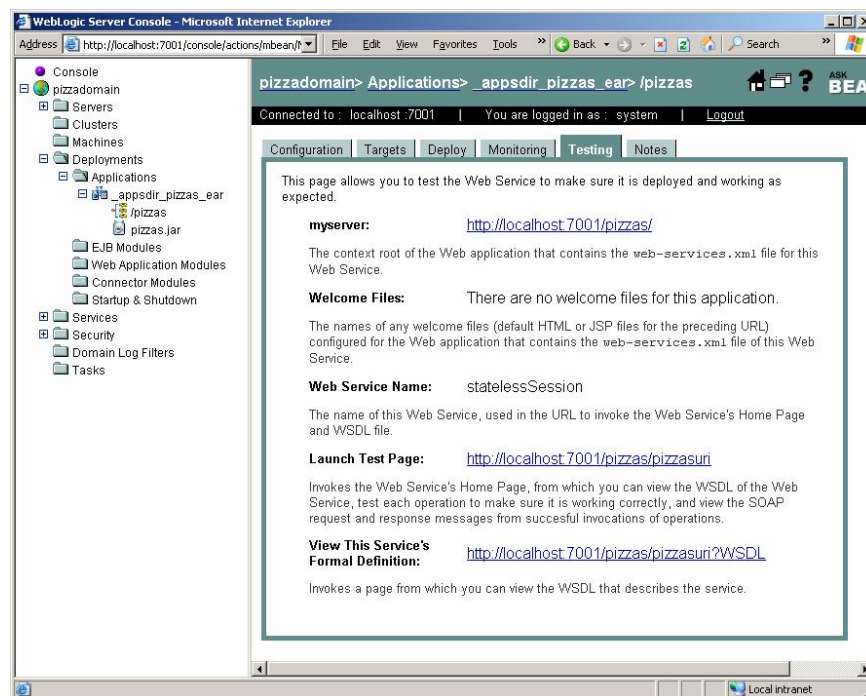 WebLogic Server Console - Microsoft Internet Explorer
Address http://localhost:7001/console/actions/mbean/ File Edit View Favorites Tools » Back Search »
Console
pizzadomain
Servers
Clusters
Machines
Deployments
Applications
_appsdir_pizzas_ear
/pizzas
pizzas.jar
EJB Modules
Web Application Modules
Connector Modules
Startup & Shutdown
Services
Security
Domain Log Filters
Tasks
pizzadomain> Applications> _appsdir_pizzas_ear> /pizzas ? ASK BEA
Connected to : localhost :7001 | You are logged in as : system | Logout
Configuration Targets Deploy Monitoring Testing Notes
This page allows you to test the Web Service to make sure it is deployed and working as
expected.
myserver: http://localhost:7001/pizzas/
The context root of the Web application that contains the web-services.xml file for this
Web Service.
Welcome Files: There are no welcome files for this application.
The names of any welcome files (default HTML or JSP files for the preceding URL)
configured for the Web application that contains the web-services.xml file of this Web
Service.
Web Service Name: statelessSession
The name of this Web Service, used in the URL to invoke the Web Service's Home Page
and WSDL file.
Launch Test Page: http://localhost:7001/pizzas/pizzasuri
Invokes the Web Service's Home Page, from which you can view the WSDL of the Web
Service, test each operation to make sure it is working correctly, and view the SOAP
request and response messages from succesful invocations of operations.
View This Service's
Formal Definition: http://localhost:7001/pizzas/pizzasuri?WSDL
Invokes a page from which you can view the WSDL that describes the service.
Local intranet